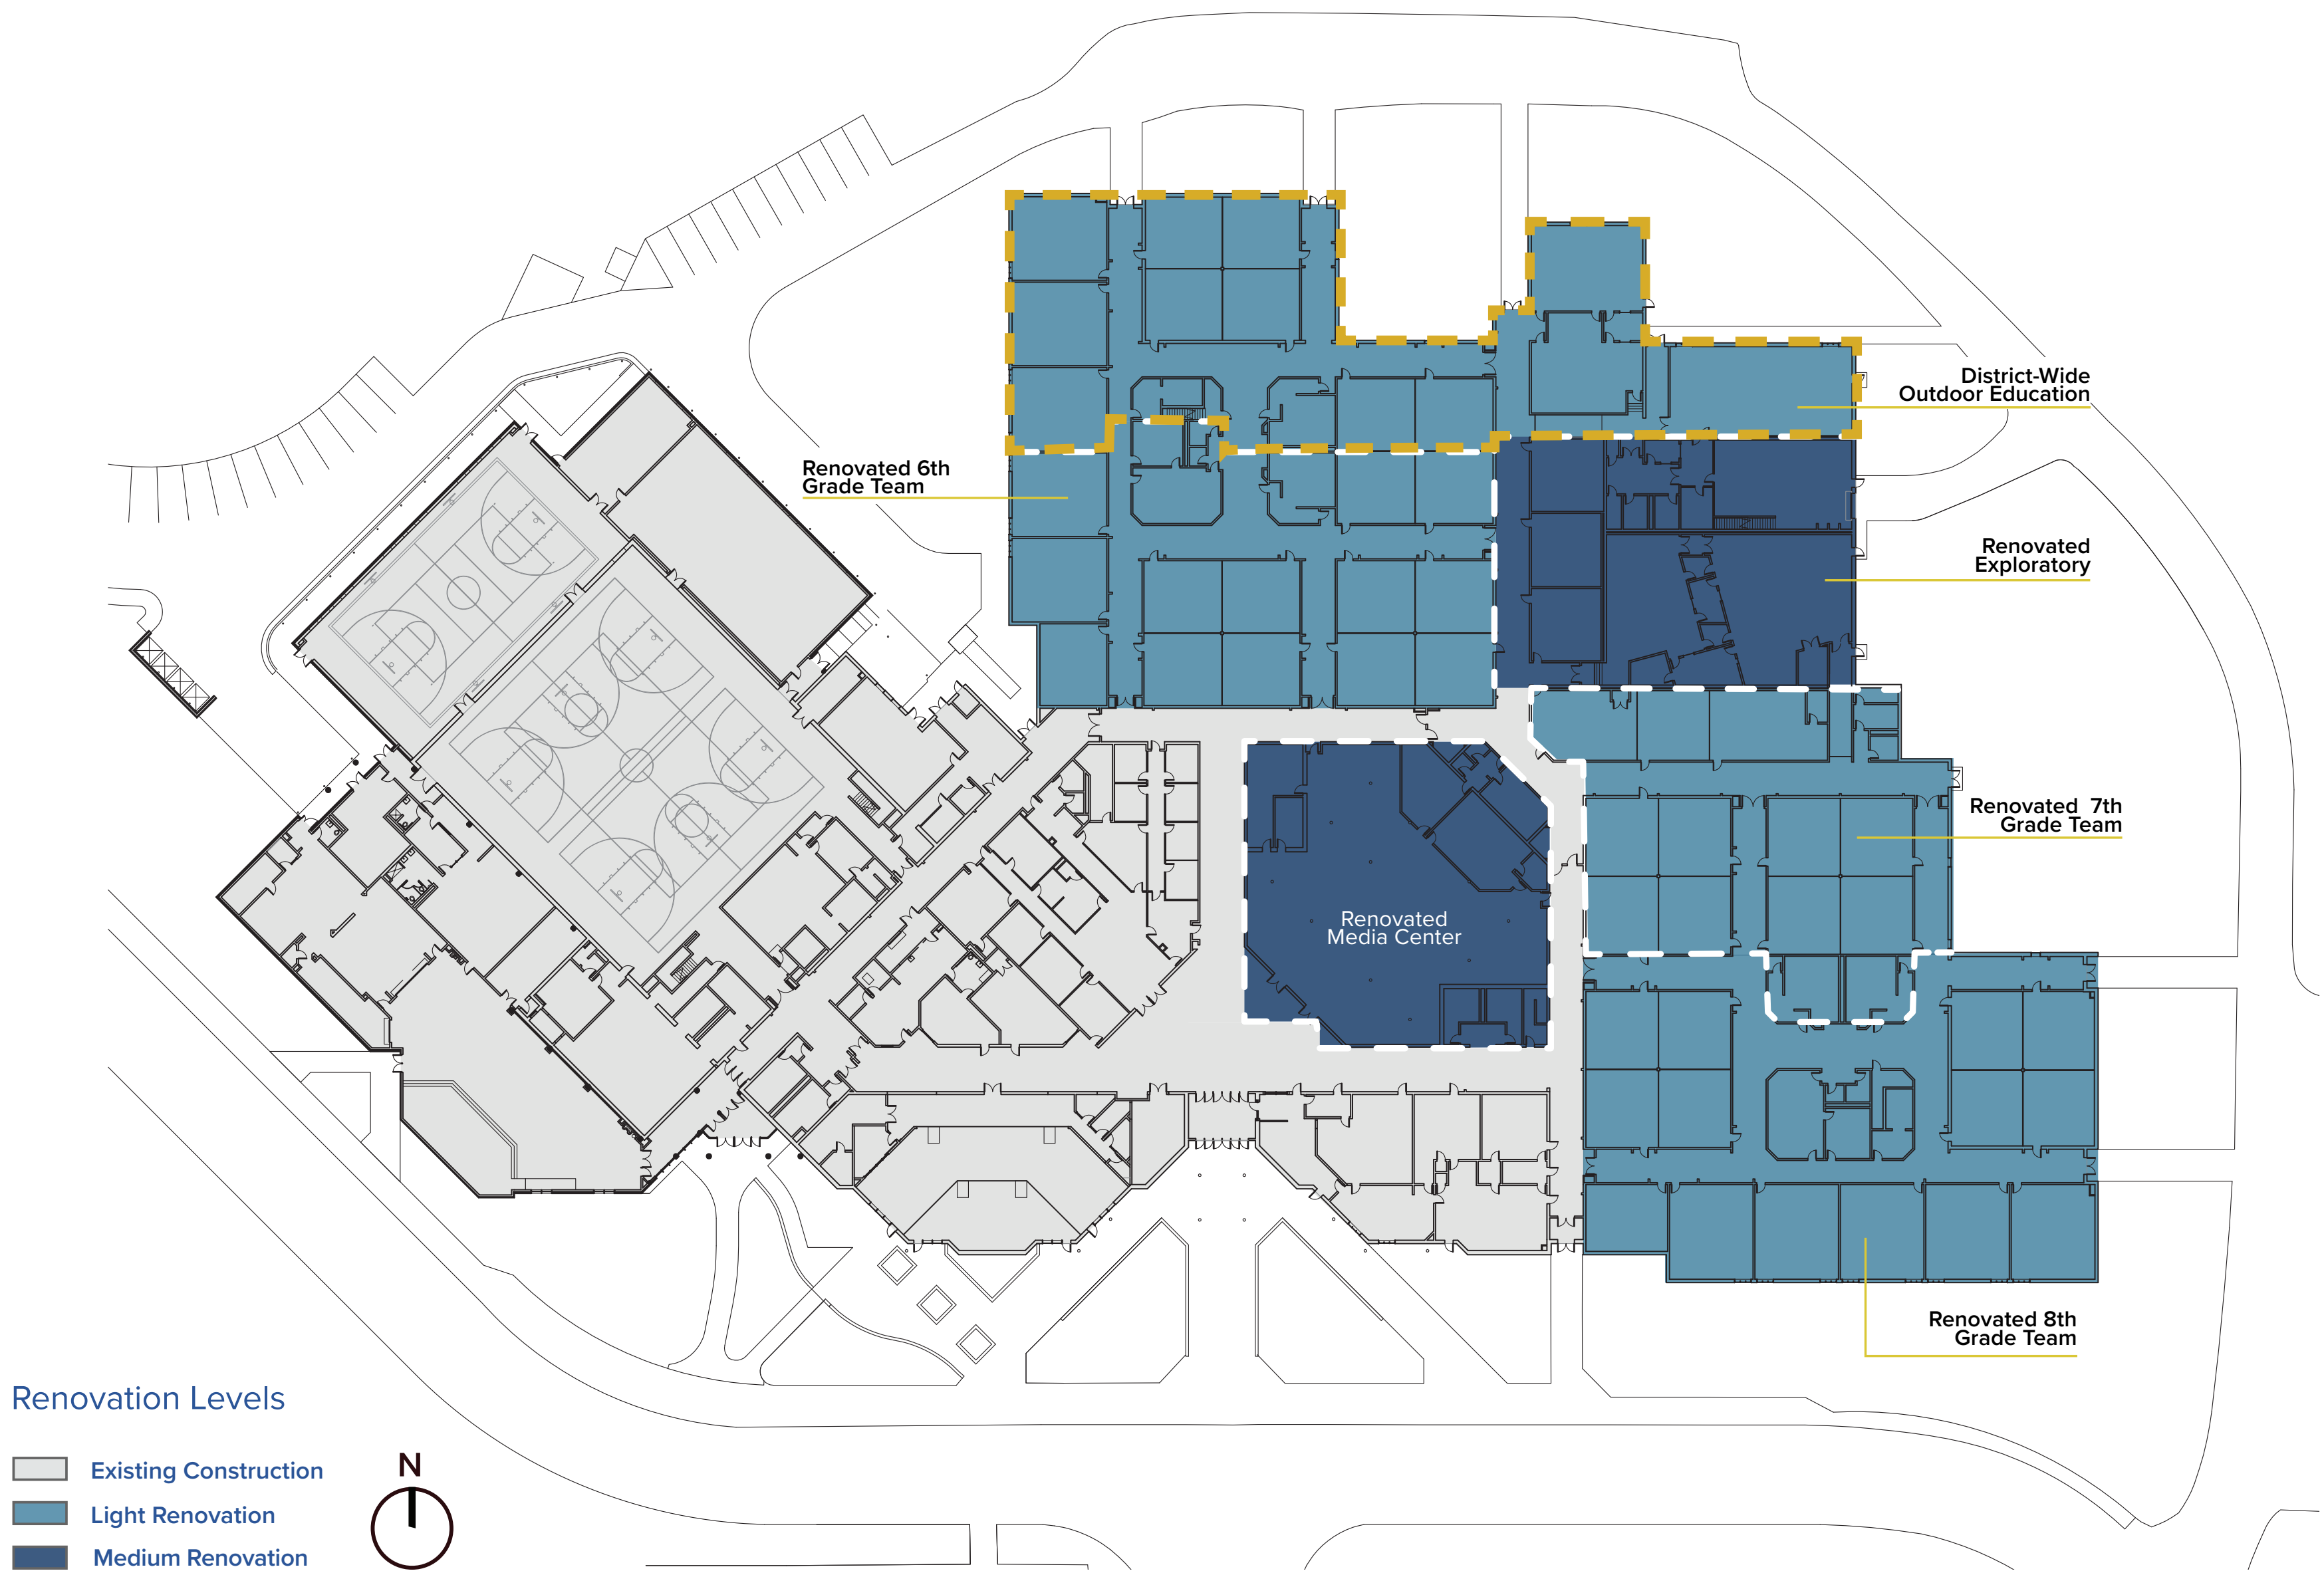 District-Wide
Outdoor Education
Renovated 6th
Grade Team
Renovated
Exploratory
Renovated 7th
Grade Team
Renovated
Media Center
Renovated 8th
Grade Team
Renovation Levels
Existing Construction
Light Renovation
Medium Renovation
N